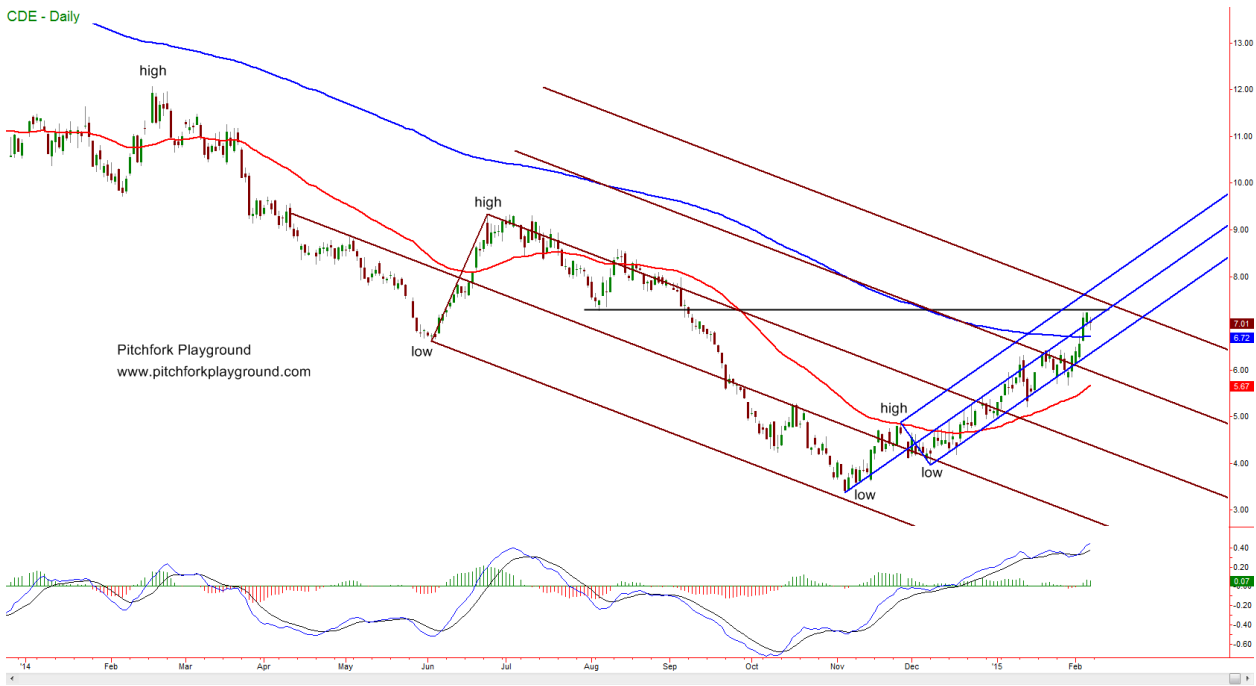 CDE - Daily
13.00
high
12.00
11.00
10.00
high
9.00
8.00
7.01
6.72
low
Pitchfork Playground
www.pitchforkplayground.com
6.00
5.67
high
5.00
4.00
low
low
3.00
0.40
0.20
0.07
-0.20
-0.40
-0.60
'14 Feb Mar Apr May Jun Jul Aug Sep Oct Nov Dec '15 Feb